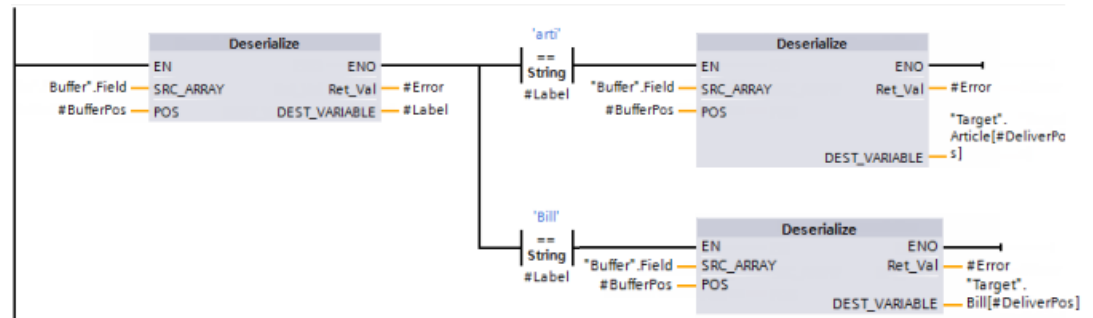 Deserialize
EN ENO
Buffer".Field SRC_ARRAY Ret_Val #Error
#BufferPos POS DEST_VARIABLE #Label
'arti'
==
String
#Label
Deserialize
EN ENO
"Buffer".Field SRC_ARRAY Ret_Val #Error
#BufferPos POS
"Target".
Article[#DeliverPo
DEST_VARIABLE s]
'Bill'
==
String
#Label
Deserialize
EN ENO
"Buffer".Field SRC_ARRAY Ret_Val #Error
#BufferPos POS "Target".
DEST_VARIABLE Bill[#DeliverPos]